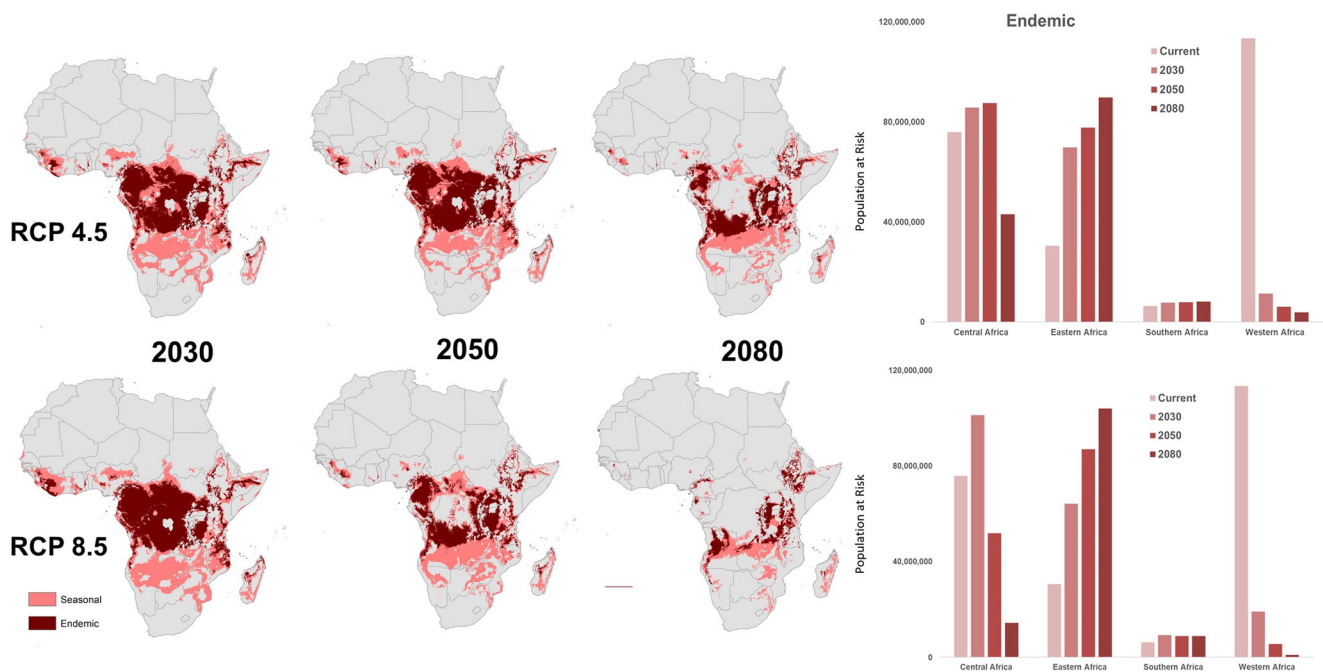 RCP 4.5
2030
2050
2080
RCP 8.5
Seasonal
Endemic
Endemic
120,000,000
80,000,000
40,000,000
0
Population at Risk
Current
2030
2050
2080
Central Africa
Eastern Africa
Southern Africa
Western Africa
120,000,000
80,000,000
40,000,000
0
Population at Risk
Current
2030
2050
2080
Central Africa
Eastern Africa
Southern Africa
Western Africa